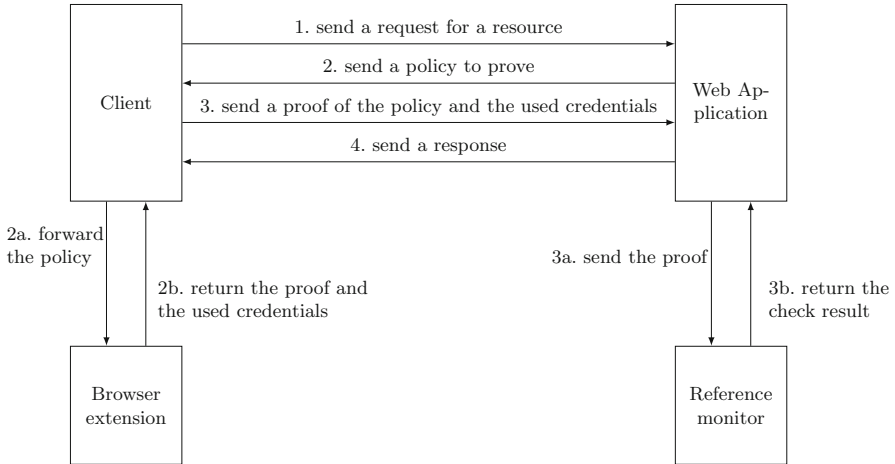 1. send a request for a resource
2. send a policy to prove
Client
3. send a proof of the policy and the used credentials
Web Ap-
plication
4. send a response
2a. forward
the policy
2b. return the proof and
the used credentials
3a. send the proof
3b. return the
check result
Browser
extension
Reference
monitor